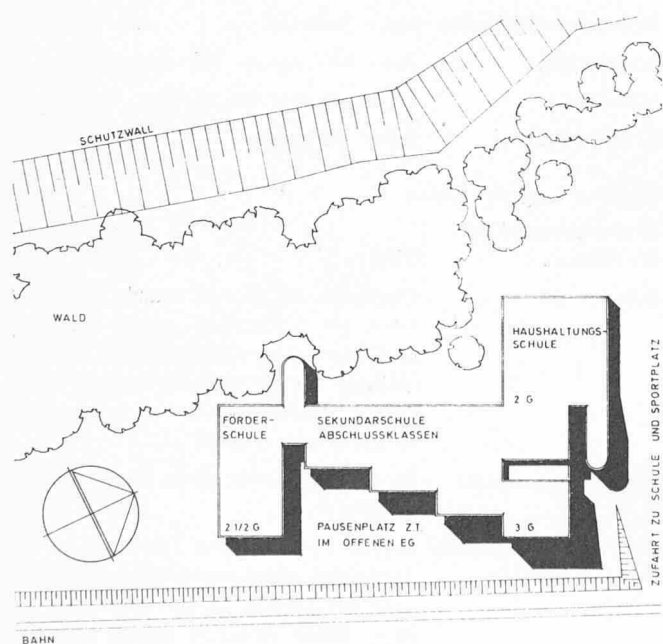 SCHUTZWALL
WALD
HAUSHALTUNGS-
SCHULE
2 G
FÖRDER-
SCHULE
SEKUNDARSCHULE
ABSCHLUSSKLASSEN
2 1/2 G
PAUSENPLATZ Z.T.
IM OFFENEN EG
3 G
ZUFAHRT ZU SCHULE UND SPORTPLATZ
BAHN